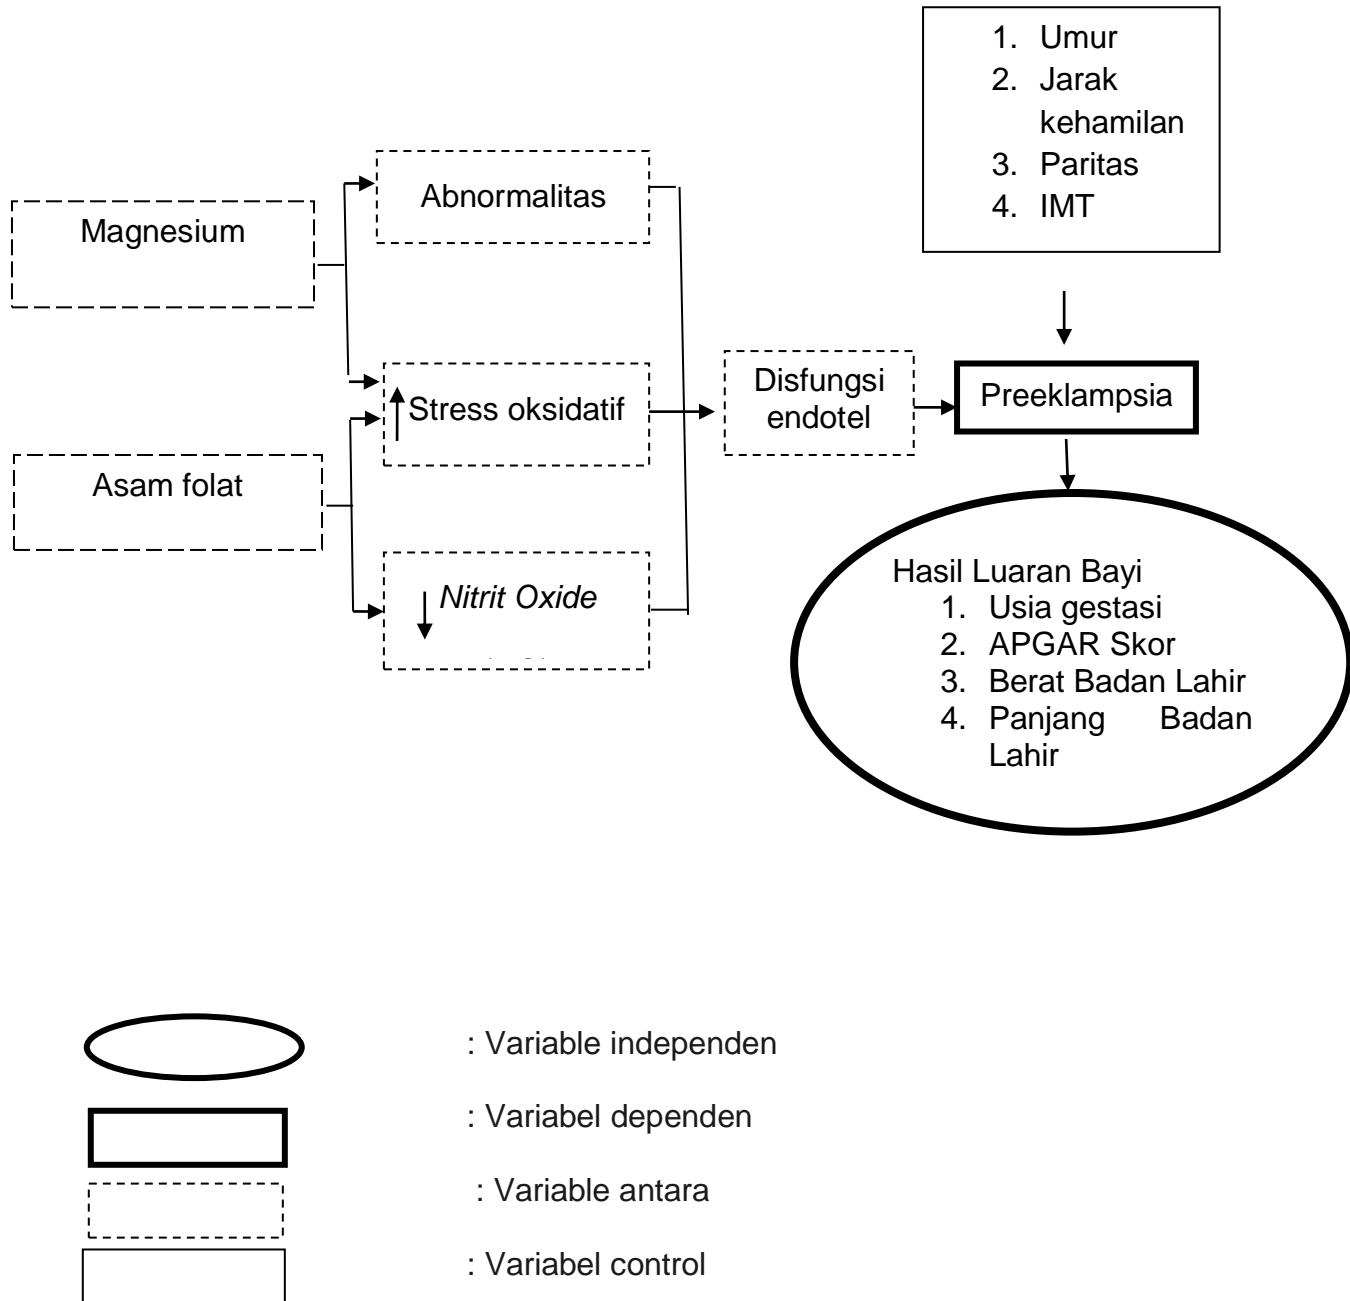 1. Umur
2. Jarak
kehamilan
3. Paritas
4. IMT
Abnormalitas
Magnesium
Stress oksidatif
Disfungsi
endotel
Preeklampsia
Asam folat
Nitrit Oxide
Hasil Luaran Bayi
1. Usia gestasi
2. APGAR Skor
3. Berat Badan Lahir
4. Panjang Badan
Lahir
: Variable independen
: Variabel dependen
: Variable antara
: Variabel control